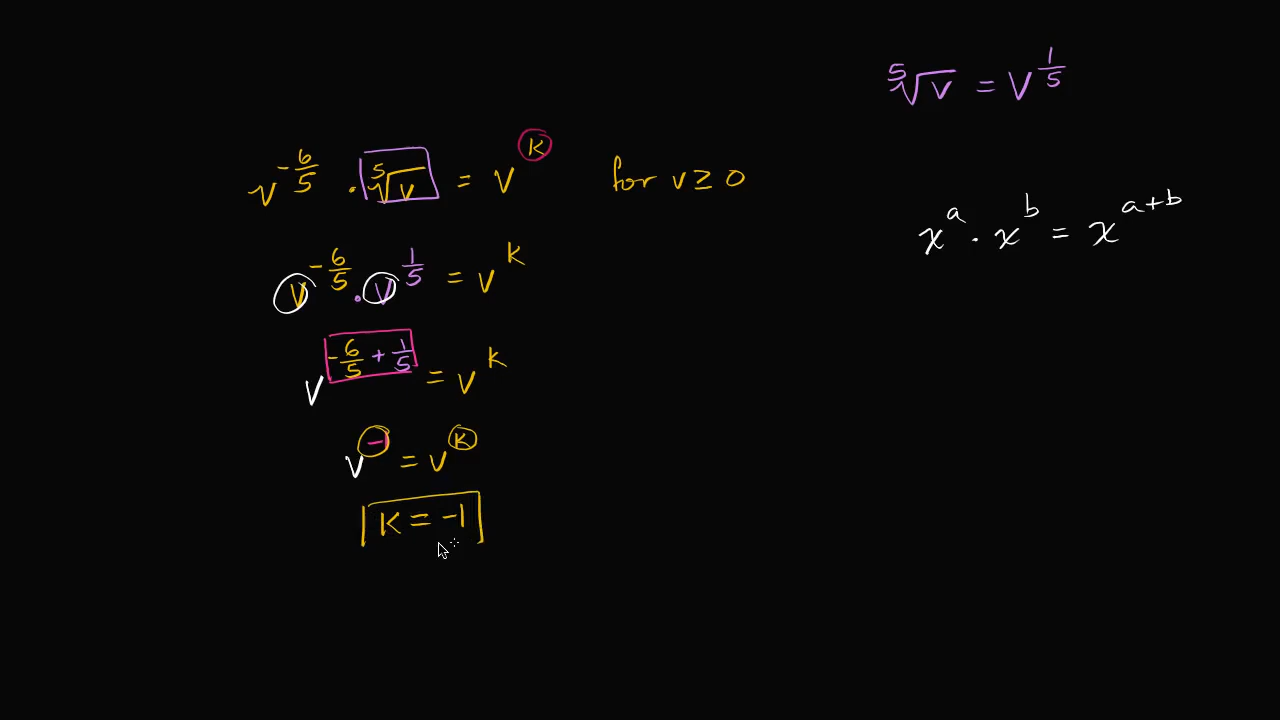 ⁵√v = v^(1/5)
v^(-6/5) · ⁵√v = v^k for v ≥ 0
x^a · x^b = x^(a+b)
v^(-6/5) · v^(1/5) = v^k
v^(-6/5 + 1/5) = v^k
v^(-1) = v^k
K = -1